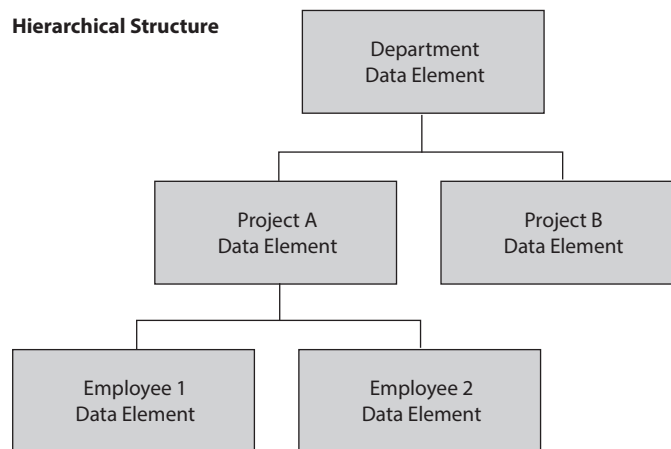 Hierarchical Structure
Department
Data Element
Project A
Data Element
Project B
Data Element
Employee 1
Data Element
Employee 2
Data Element